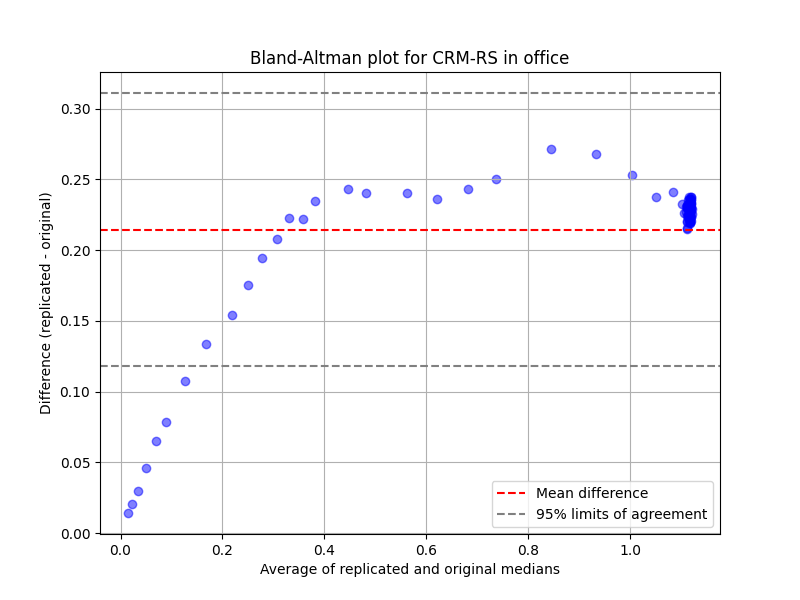 Bland-Altman plot for CRM-RS in office
Difference (replicated - original)
0.30
0.25
0.20
0.15
0.10
0.05
0.00
0.0 0.2 0.4 0.6 0.8 1.0
Average of replicated and original medians
Mean difference
95% limits of agreement